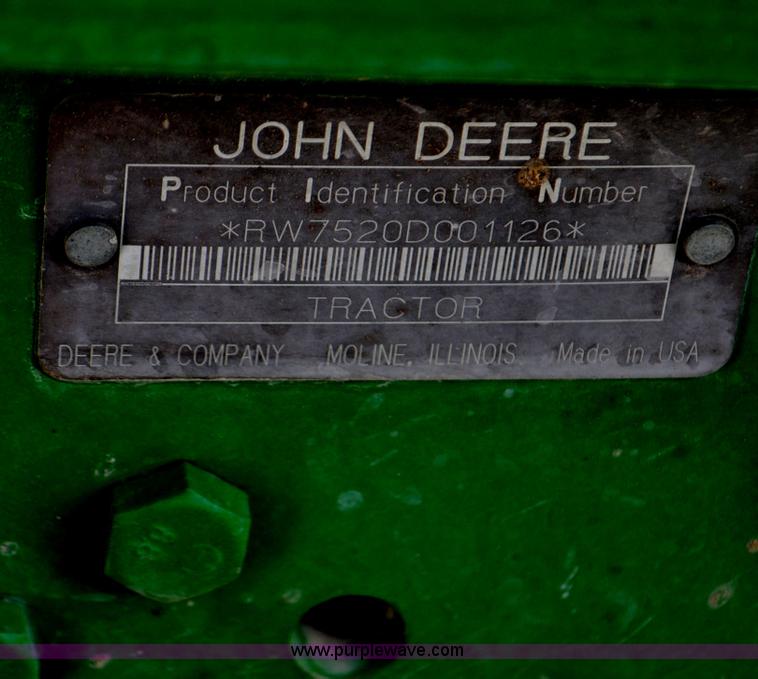 JOHN DEERE
Product Identification Number
*RW7520D001126*
TRACTOR
DEERE & COMPANY MOLINE, ILLINOIS Made in USA
www.purplewave.com